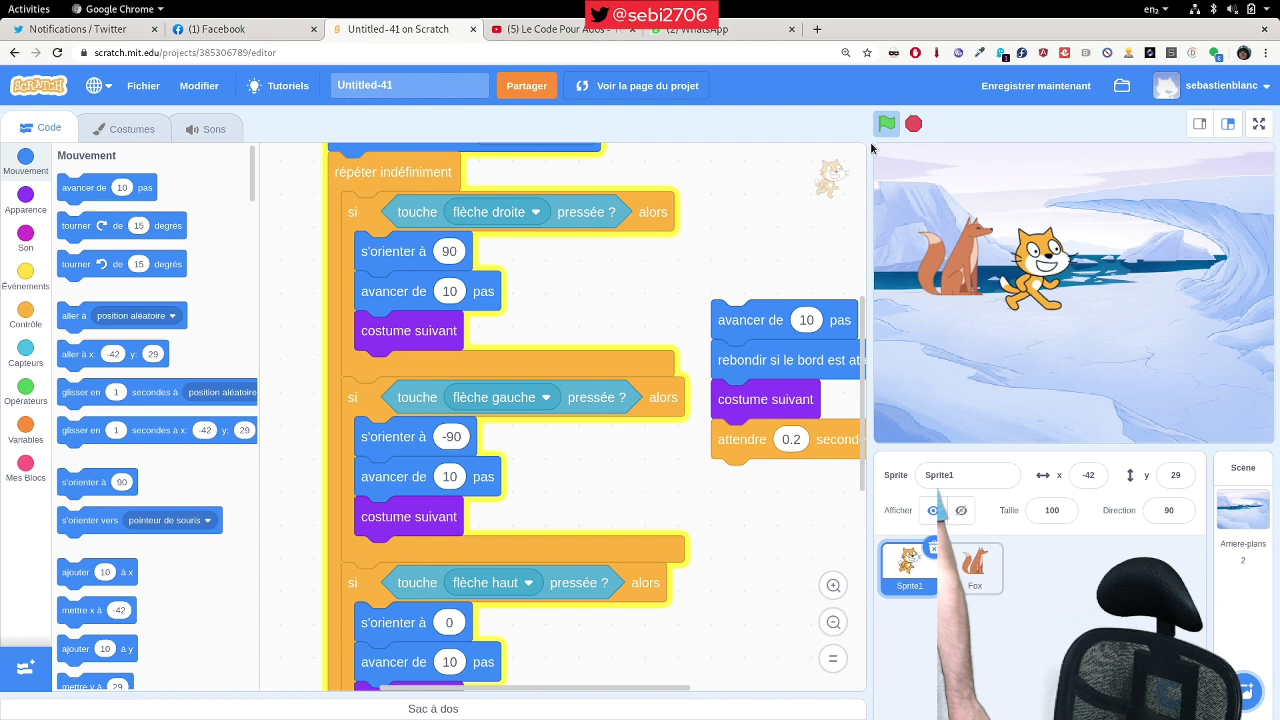 Activities
Google Chrome
@sebi2706
en₂
Notifications / Twitter
(2) Facebook
Untitled-41 on Scratch
(5) Le Code Pour Ados -
(2) WhatsApp
scratch.mit.edu/projects/385306789/editor
SCRATCH
Fichier
Modifier
Tutoriels
Untitled-41
Partager
Voir la page du projet
Enregistrer maintenant
sebastienblanc
Code
Costumes
Sons
Mouvement
Apparence
Son
Événements
Contrôle
Capteurs
Opérateurs
Variables
Mes Blocs
Mouvement
avancer de 10 pas
tourner de 15 degrés
tourner de 15 degrés
aller à position aléatoire
aller à x: -42 y: 29
glisser en 1 secondes à position aléatoire
glisser en 1 secondes à x: -42 y: 29
s'orienter à 90
s'orienter vers pointeur de souris
ajouter 10 à x
mettre x à -42
ajouter 10 à y
mettre y à 29
répéter indéfiniment
si touche flèche droite pressée ? alors
s'orienter à 90
avancer de 10 pas
costume suivant
si touche flèche gauche pressée ? alors
s'orienter à -90
avancer de 10 pas
costume suivant
si touche flèche haut pressée ? alors
s'orienter à 0
avancer de 10 pas
avancer de 10 pas
rebondir si le bord est at
costume suivant
attendre 0.2 second
Sac à dos
Sprite Sprite1 x -42 y 29
Afficher Taille 100 Direction 90
Sprite1
Fox
Scène
Arrière-plans
2